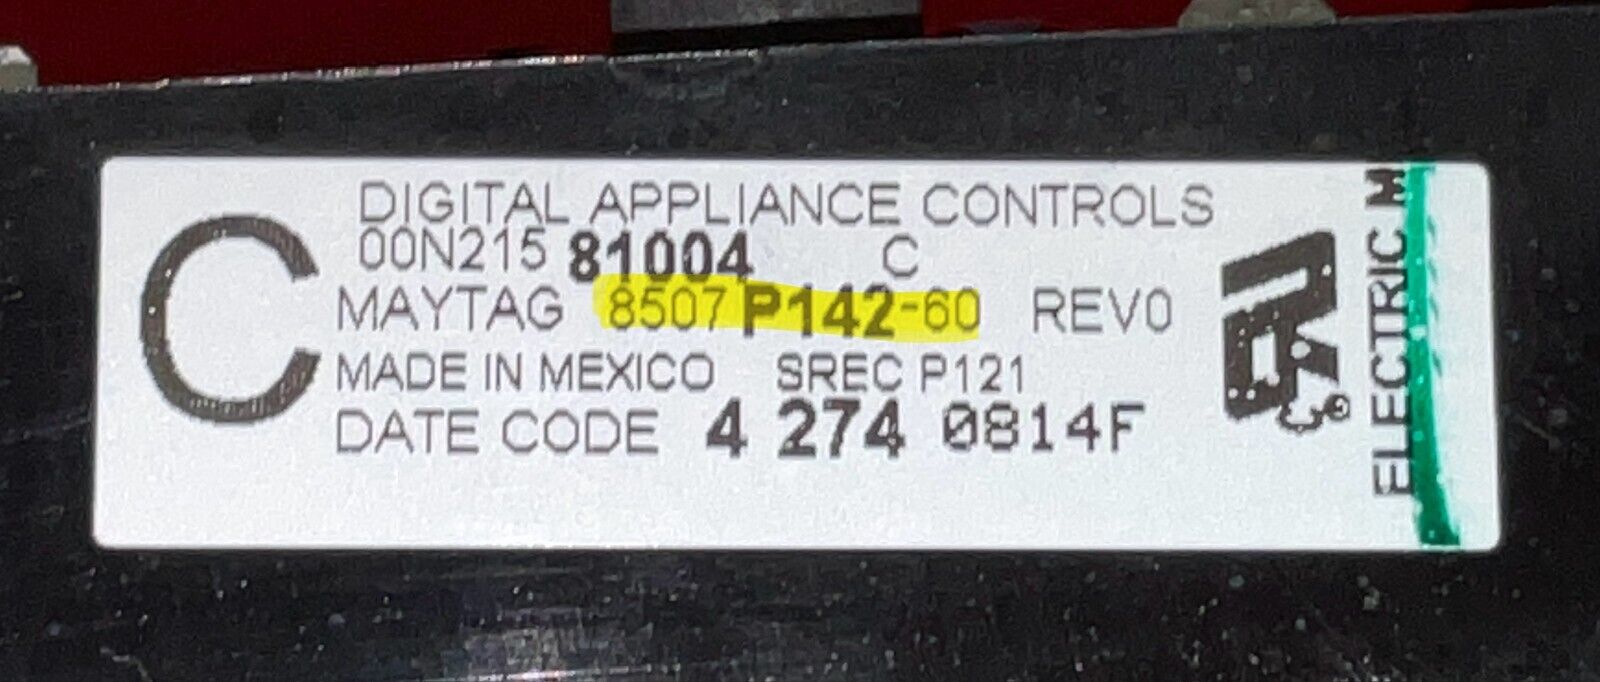 DIGITAL APPLIANCE CONTROLS
00N215 81004 C
MAYTAG 8507 P142-60 REV0
MADE IN MEXICO SREC P121
DATE CODE 4 274 0814F
C
ELECTRIC M